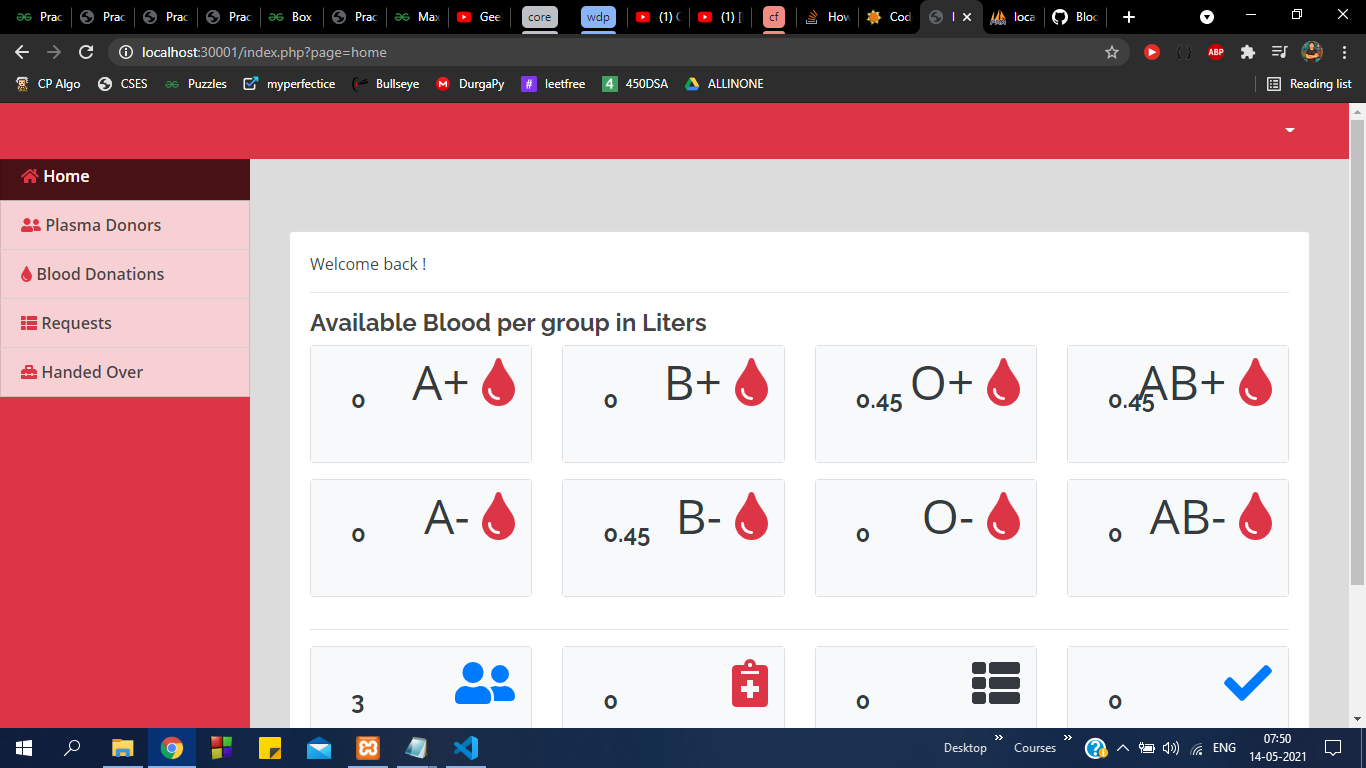 Prac Prac Prac Prac Box Prac Max Gee core wdp (1) (1) cf How Cod loca Bloc
localhost:30001/index.php?page=home
ABP
CP Algo CSES Puzzles myperfectice Bullseye DurgaPy # leetfree 4 450DSA ALLINONE Reading list
Home
Plasma Donors
Blood Donations
Requests
Handed Over
Welcome back !
Available Blood per group in Liters
0 A+ 0 B+ 0.45 O+ 0.45 AB+
0 A- 0.45 B- 0 O- 0 AB-
3 0 0 0
Desktop Courses ENG 07:50
14-05-2021